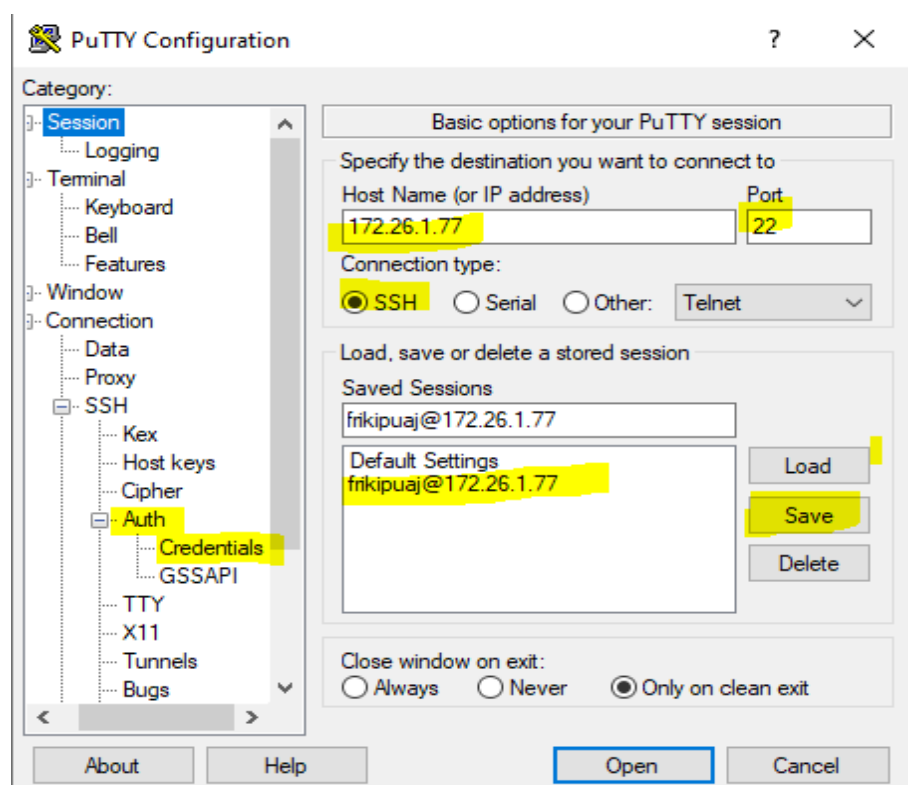 PuTTY Configuration
? ×
Category:
Session
Logging
Terminal
Keyboard
Bell
Features
Window
Connection
Data
Proxy
SSH
Kex
Host keys
Cipher
Auth
Credentials
GSSAPI
TTY
X11
Tunnels
Bugs
Basic options for your PuTTY session
Specify the destination you want to connect to
Host Name (or IP address) Port
172.26.1.77 22
Connection type:
SSH Serial Other: Telnet
Load, save or delete a stored session
Saved Sessions
frikipuaj@172.26.1.77
Default Settings
frikipuaj@172.26.1.77
Load
Save
Delete
Close window on exit:
Always Never Only on clean exit
About Help Open Cancel